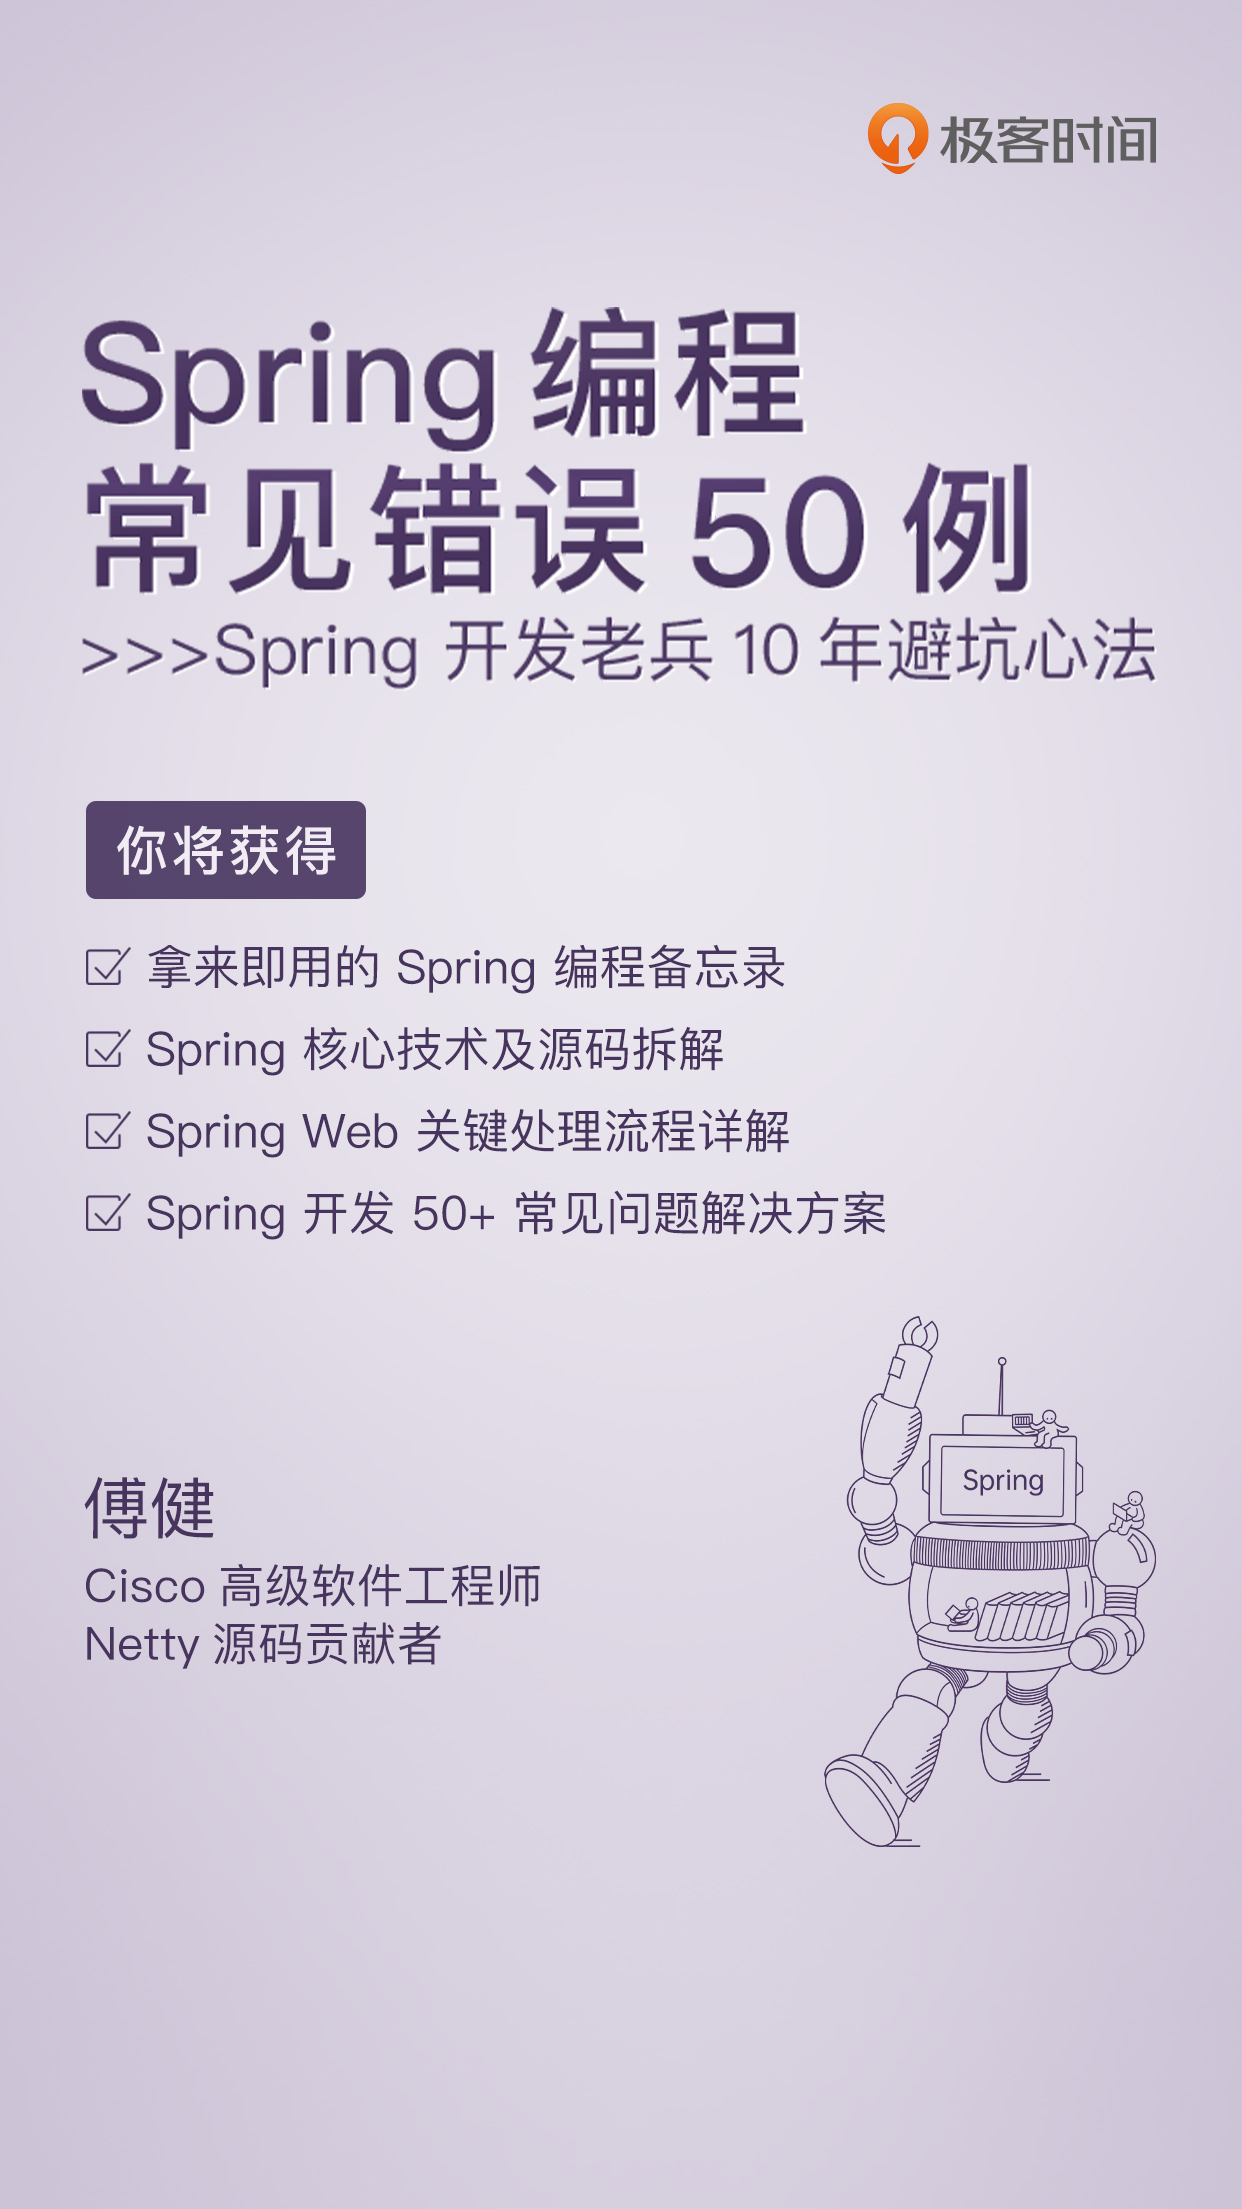 极客时间
Spring 编程
常见错误 50 例
>>>Spring 开发老兵 10 年避坑心法
你将获得
拿来即用的 Spring 编程备忘录
Spring 核心技术及源码拆解
Spring Web 关键处理流程详解
Spring 开发 50+ 常见问题解决方案
Spring
傅健
Cisco 高级软件工程师
Netty 源码贡献者